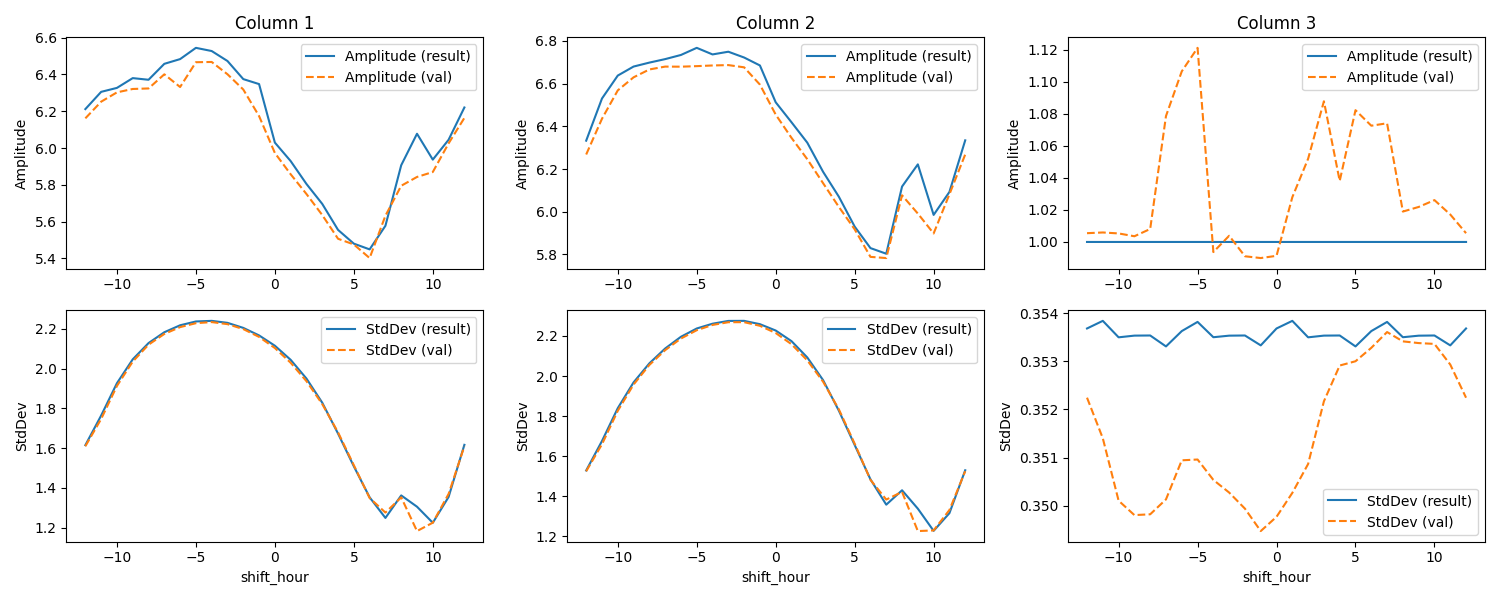 Column 1
Amplitude
6.6
6.4
6.2
6.0
5.8
5.6
5.4
Amplitude (result)
Amplitude (val)
−10
−5
0
5
10
Column 2
Amplitude
6.8
6.6
6.4
6.2
6.0
5.8
Amplitude (result)
Amplitude (val)
−10
−5
0
5
10
Column 3
Amplitude
1.12
1.10
1.08
1.06
1.04
1.02
1.00
Amplitude (result)
Amplitude (val)
−10
−5
0
5
10
StdDev
2.2
2.0
1.8
1.6
1.4
1.2
StdDev (result)
StdDev (val)
−10
−5
0
5
10
shift_hour
StdDev
2.2
2.0
1.8
1.6
1.4
1.2
StdDev (result)
StdDev (val)
−10
−5
0
5
10
shift_hour
StdDev
0.354
0.353
0.352
0.351
0.350
StdDev (result)
StdDev (val)
−10
−5
0
5
10
shift_hour